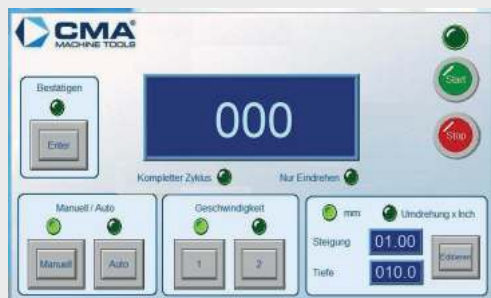 CMA®
MACHINE TOOLS
Bestätigen
Enter
000
Start
Stop
Kompletter Zyklus
Nur Eindrehen
Manuell / Auto
Manuell
Auto
Geschwindigkeit
1
2
mm
Umdrehung x Inch
Steigung
01.00
Tiefe
010.0
Editieren